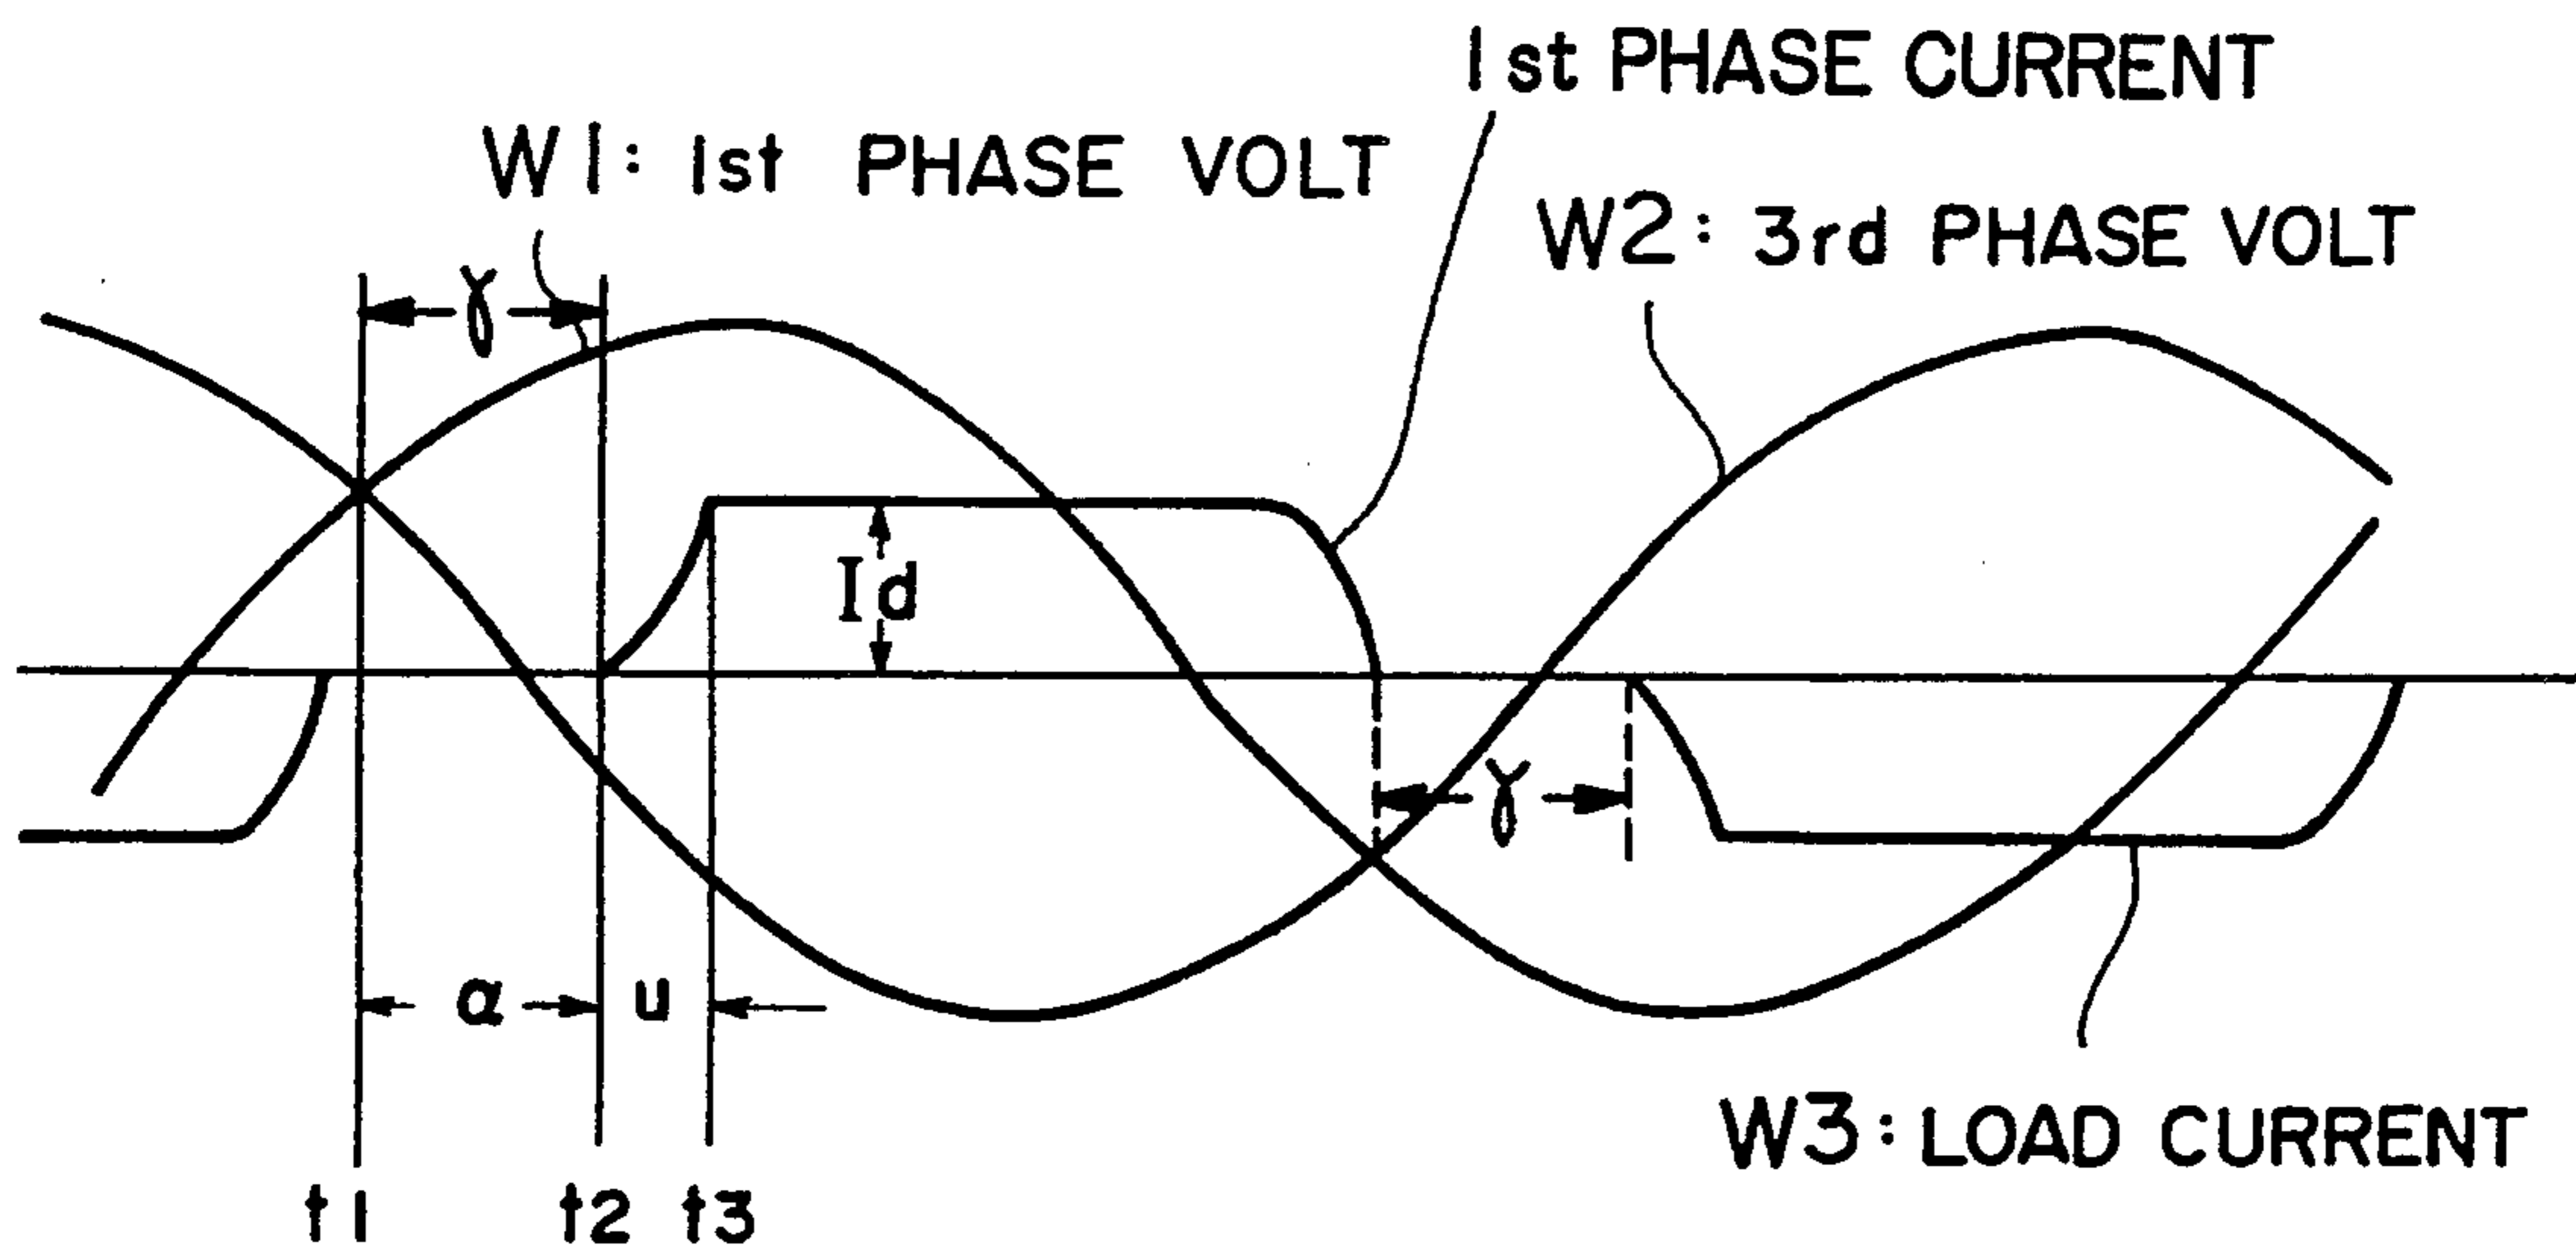 1st PHASE CURRENT
W1: 1st PHASE VOLT
W2: 3rd PHASE VOLT
γ
Id
γ
α u
W3: LOAD CURRENT
t1 t2 t3